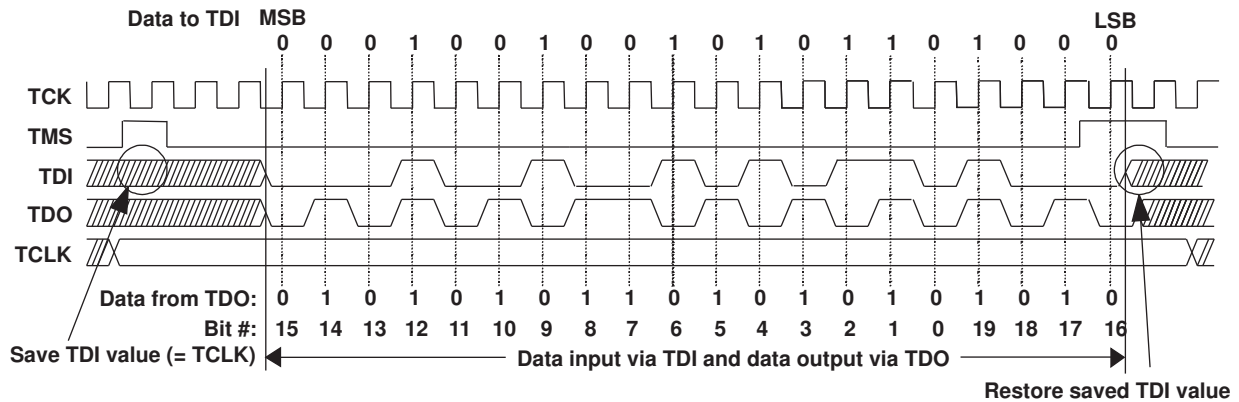 Data to TDI MSB LSB
0 0 0 1 0 0 1 0 0 1 0 1 0 1 1 0 1 0 0 0
TCK
TMS
TDI
TDO
TCLK
Data from TDO: 0 1 0 1 0 1 0 1 1 0 1 0 1 0 1 0 1 0 1 0
Bit #: 15 14 13 12 11 10 9 8 7 6 5 4 3 2 1 0 19 18 17 16
Save TDI value (= TCLK) Data input via TDI and data output via TDO
Restore saved TDI value